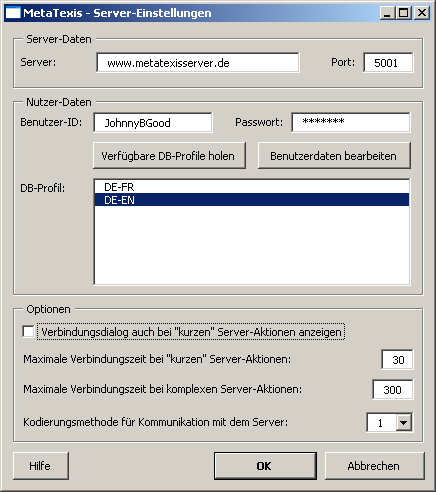 MetaTexis - Server-Einstellungen
Server-Daten
Server: www.metatexisserver.de Port: 5001
Nutzer-Daten
Benutzer-ID: JohnnyBGood Passwort: *******
Verfügbare DB-Profile holen Benutzerdaten bearbeiten
DB-Profil: DE-FR
DE-EN
Optionen
Verbindungsdialog auch bei "kurzen" Server-Aktionen anzeigen
Maximale Verbindungszeit bei "kurzen" Server-Aktionen: 30
Maximale Verbindungszeit bei komplexen Server-Aktionen: 300
Kodierungsmethode für Kommunikation mit dem Server: 1
Hilfe OK Abbrechen